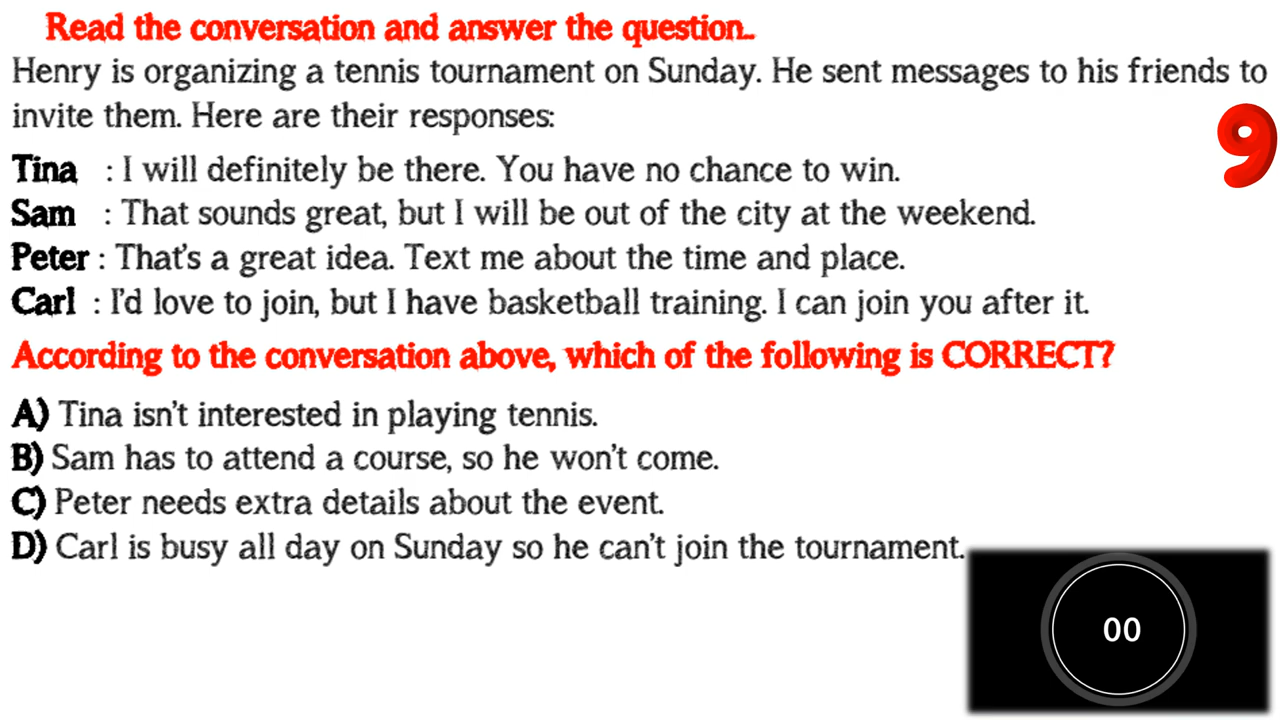 Read the conversation and answer the question..
Henry is organizing a tennis tournament on Sunday. He sent messages to his friends to
invite them. Here are their responses:
9
Tina : I will definitely be there. You have no chance to win.
Sam : That sounds great, but I will be out of the city at the weekend.
Peter : That's a great idea. Text me about the time and place.
Carl : I'd love to join, but I have basketball training. I can join you after it.
According to the conversation above, which of the following is CORRECT?
A) Tina isn't interested in playing tennis.
B) Sam has to attend a course, so he won't come.
C) Peter needs extra details about the event.
D) Carl is busy all day on Sunday so he can't join the tournament.
00